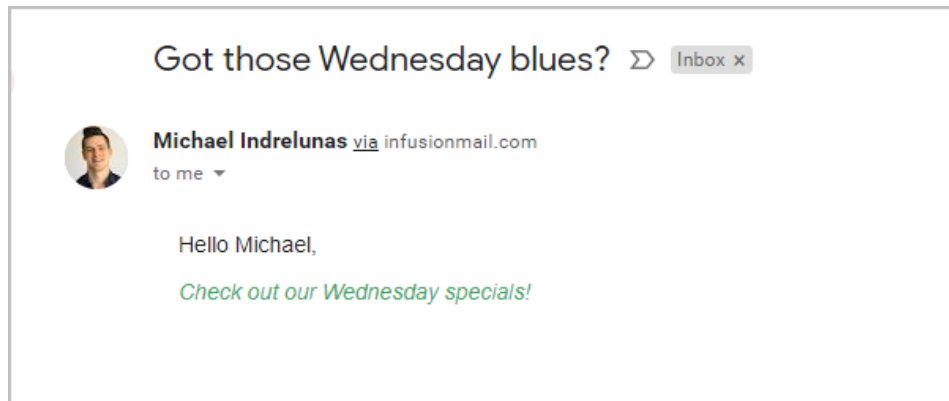 Got those Wednesday blues? Inbox x
Michael Indrelunas via infusionmail.com
to me
Hello Michael,
Check out our Wednesday specials!